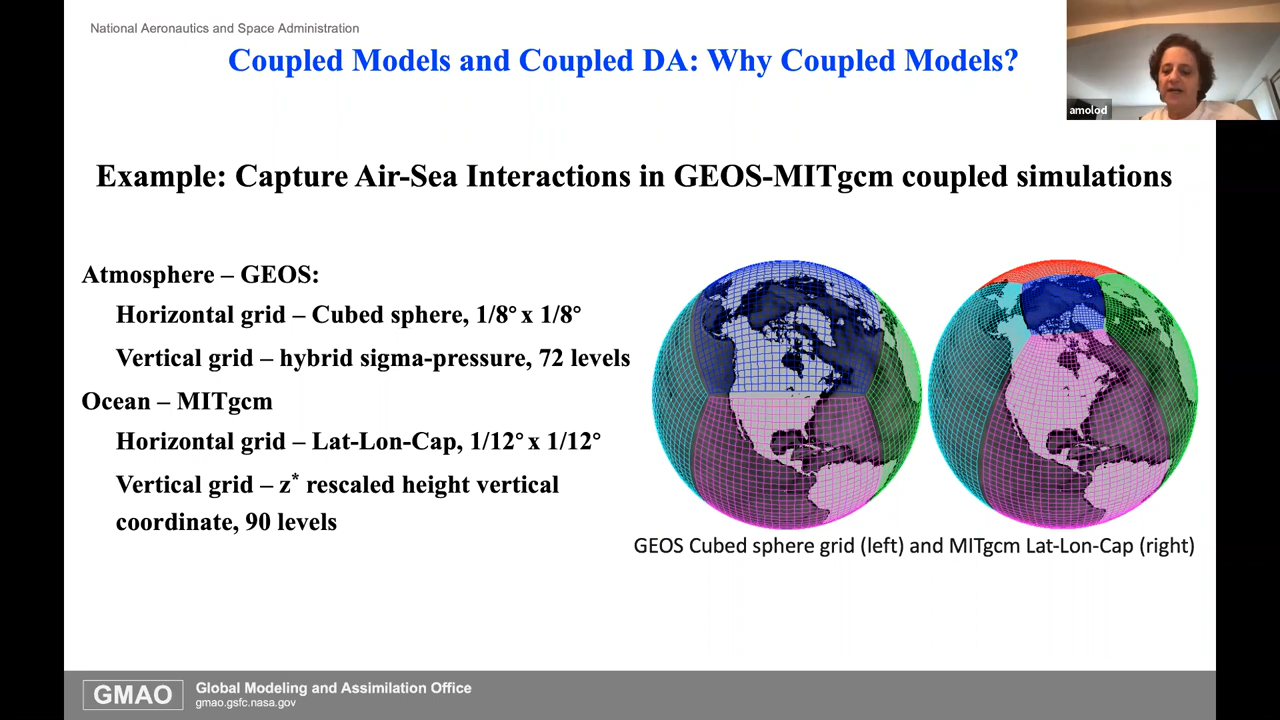 National Aeronautics and Space Administration
Coupled Models and Coupled DA: Why Coupled Models?
amolod
Example: Capture Air-Sea Interactions in GEOS-MITgcm coupled simulations
Atmosphere – GEOS:
Horizontal grid – Cubed sphere, 1/8° x 1/8°
Vertical grid – hybrid sigma-pressure, 72 levels
Ocean – MITgcm
Horizontal grid – Lat-Lon-Cap, 1/12° x 1/12°
Vertical grid – z* rescaled height vertical
coordinate, 90 levels
GEOS Cubed sphere grid (left) and MITgcm Lat-Lon-Cap (right)
GMAO
Global Modeling and Assimilation Office
gmao.gsfc.nasa.gov